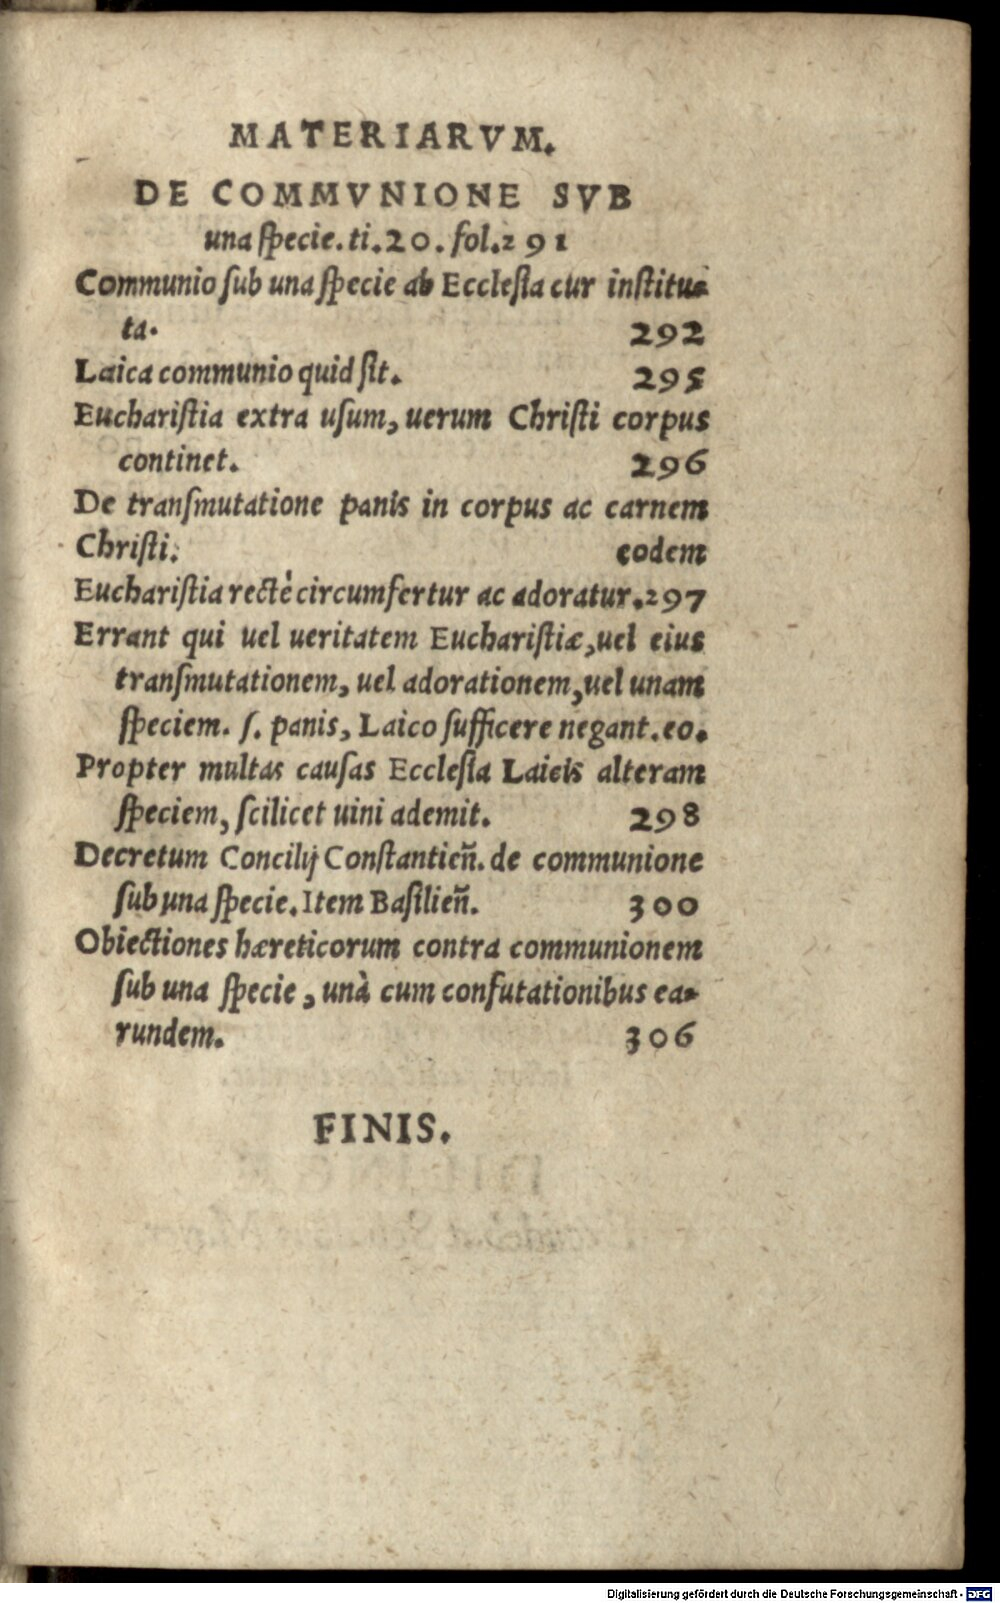 MATERIARVM.
DE COMMVNIONE SVB
una ſpecie. ti. 20. fol. 291
Communio ſub una ſpecie ab Eccleſia cur inſtitu-
ta. 292
Laica communio quid ſit. 295
Euchariſtia extra uſum, uerum Chriſti corpus
continet. 296
De tranſmutatione panis in corpus ac carnem
Chriſti. eodem
Euchariſtia rectè circumfertur ac adoratur. 297
Errant qui uel ueritatem Euchariſtiæ, uel eius
tranſmutationem, uel adorationem, uel unam
ſpeciem. ſ. panis, Laico ſufficere negant. eo.
Propter multas cauſas Eccleſia Laicis alteram
ſpeciem, ſcilicet uini ademit. 298
Decretum Concilij Conſtantien̄. de communione
ſub una ſpecie. Item Baſilien̄. 300
Obiectiones hæreticorum contra communionem
ſub una ſpecie, unà cum confutationibus ea-
rundem. 306
FINIS.
Digitalisierung gefördert durch die Deutsche Forschungsgemeinschaft - DFG